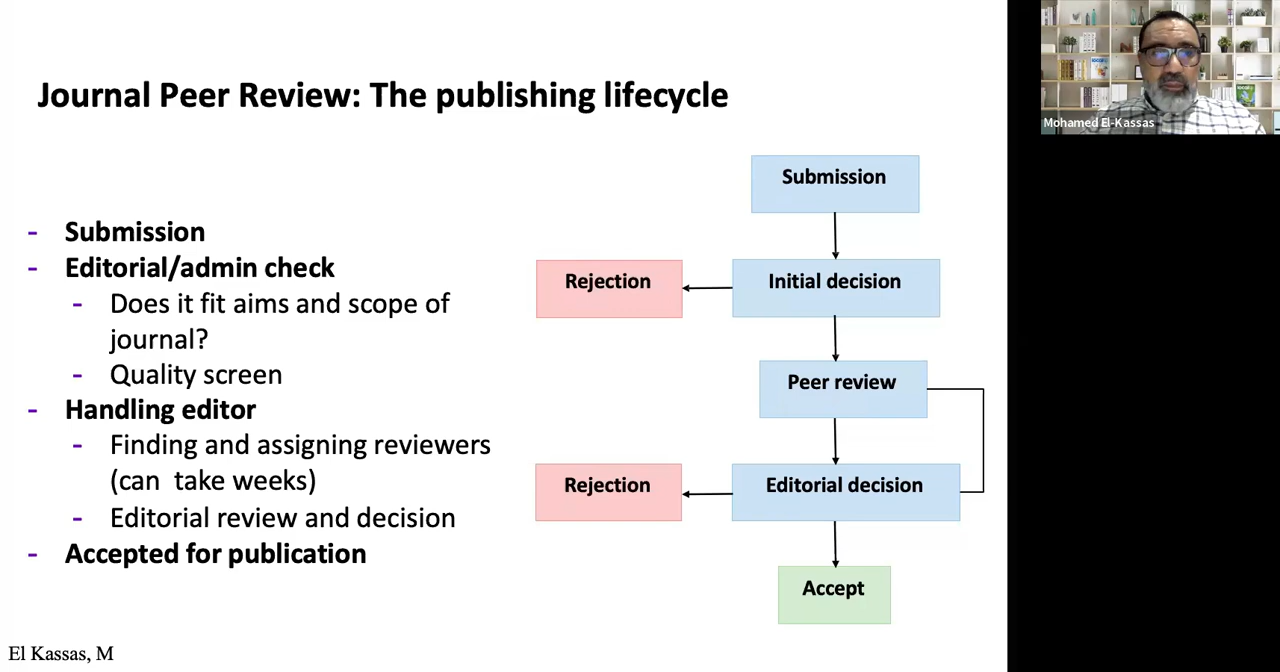 Journal Peer Review: The publishing lifecycle
- Submission
- Editorial/admin check
- Does it fit aims and scope of
journal?
- Quality screen
- Handling editor
- Finding and assigning reviewers
(can take weeks)
- Editorial review and decision
- Accepted for publication
Submission
Rejection
Initial decision
Peer review
Rejection
Editorial decision
Accept
El Kassas, M
Mohamed El-Kassas